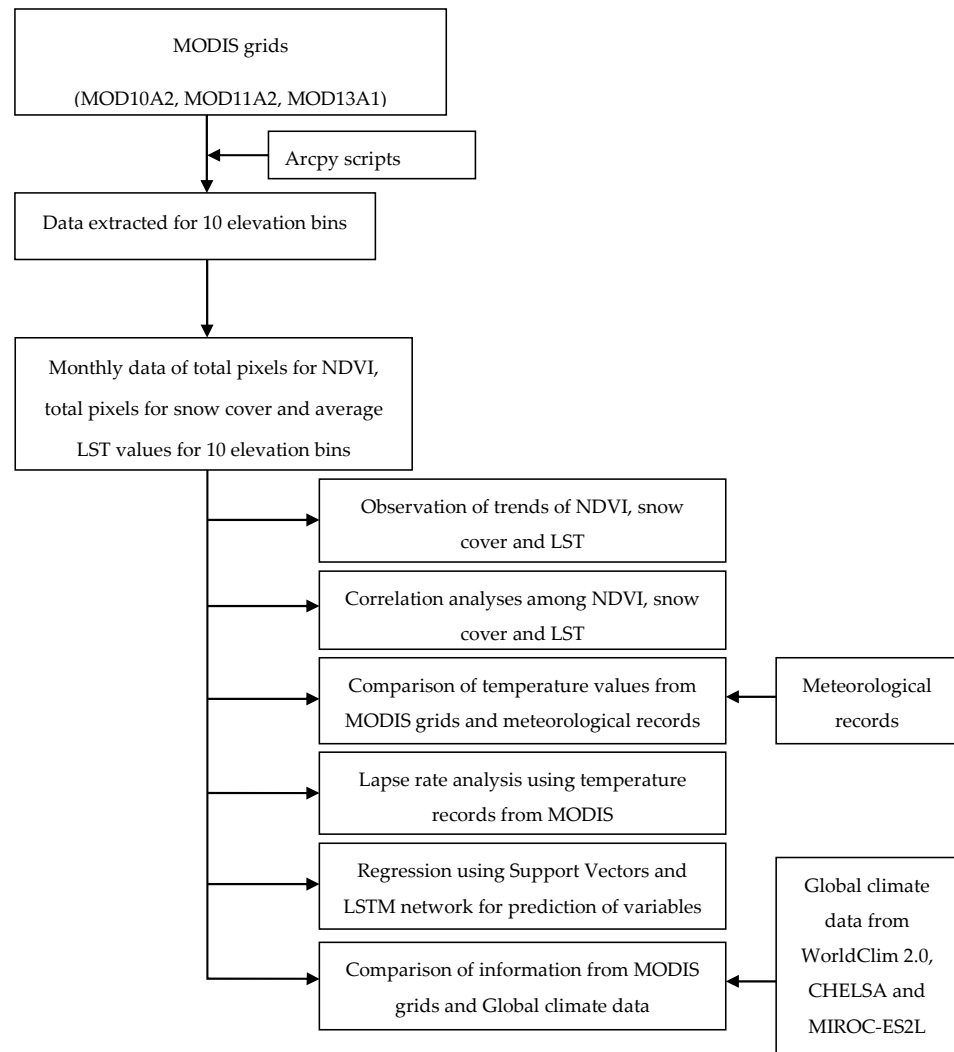 MODIS grids
(MOD10A2, MOD11A2, MOD13A1)
Arcpy scripts
Data extracted for 10 elevation bins
Monthly data of total pixels for NDVI,
total pixels for snow cover and average
LST values for 10 elevation bins
Observation of trends of NDVI, snow
cover and LST
Correlation analyses among NDVI, snow
cover and LST
Comparison of temperature values from
MODIS grids and meteorological records
Meteorological
records
Lapse rate analysis using temperature
records from MODIS
Regression using Support Vectors and
LSTM network for prediction of variables
Comparison of information from MODIS
grids and Global climate data
Global climate
data from
WorldClim 2.0,
CHELSA and
MIROC-ES2L